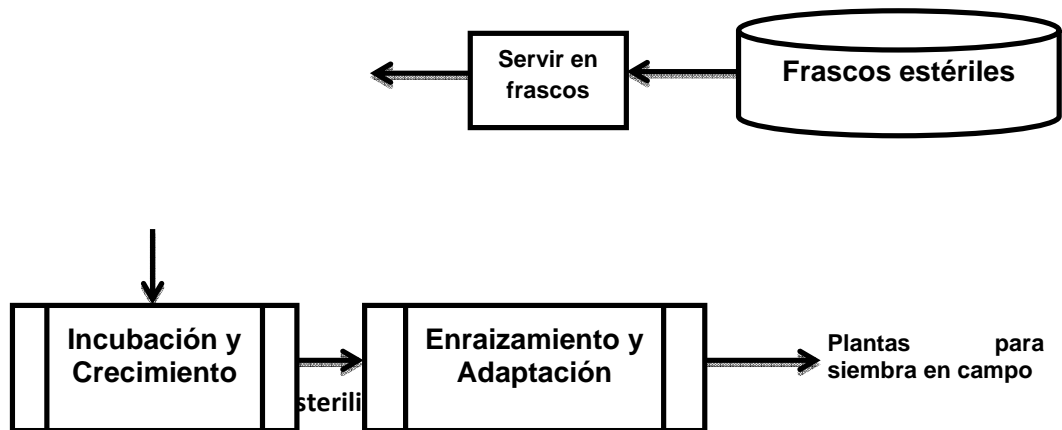 Servir en
frascos
Frascos estériles
Incubación y
Crecimiento
Enraizamiento y
Adaptación
Plantas para
siembra en campo